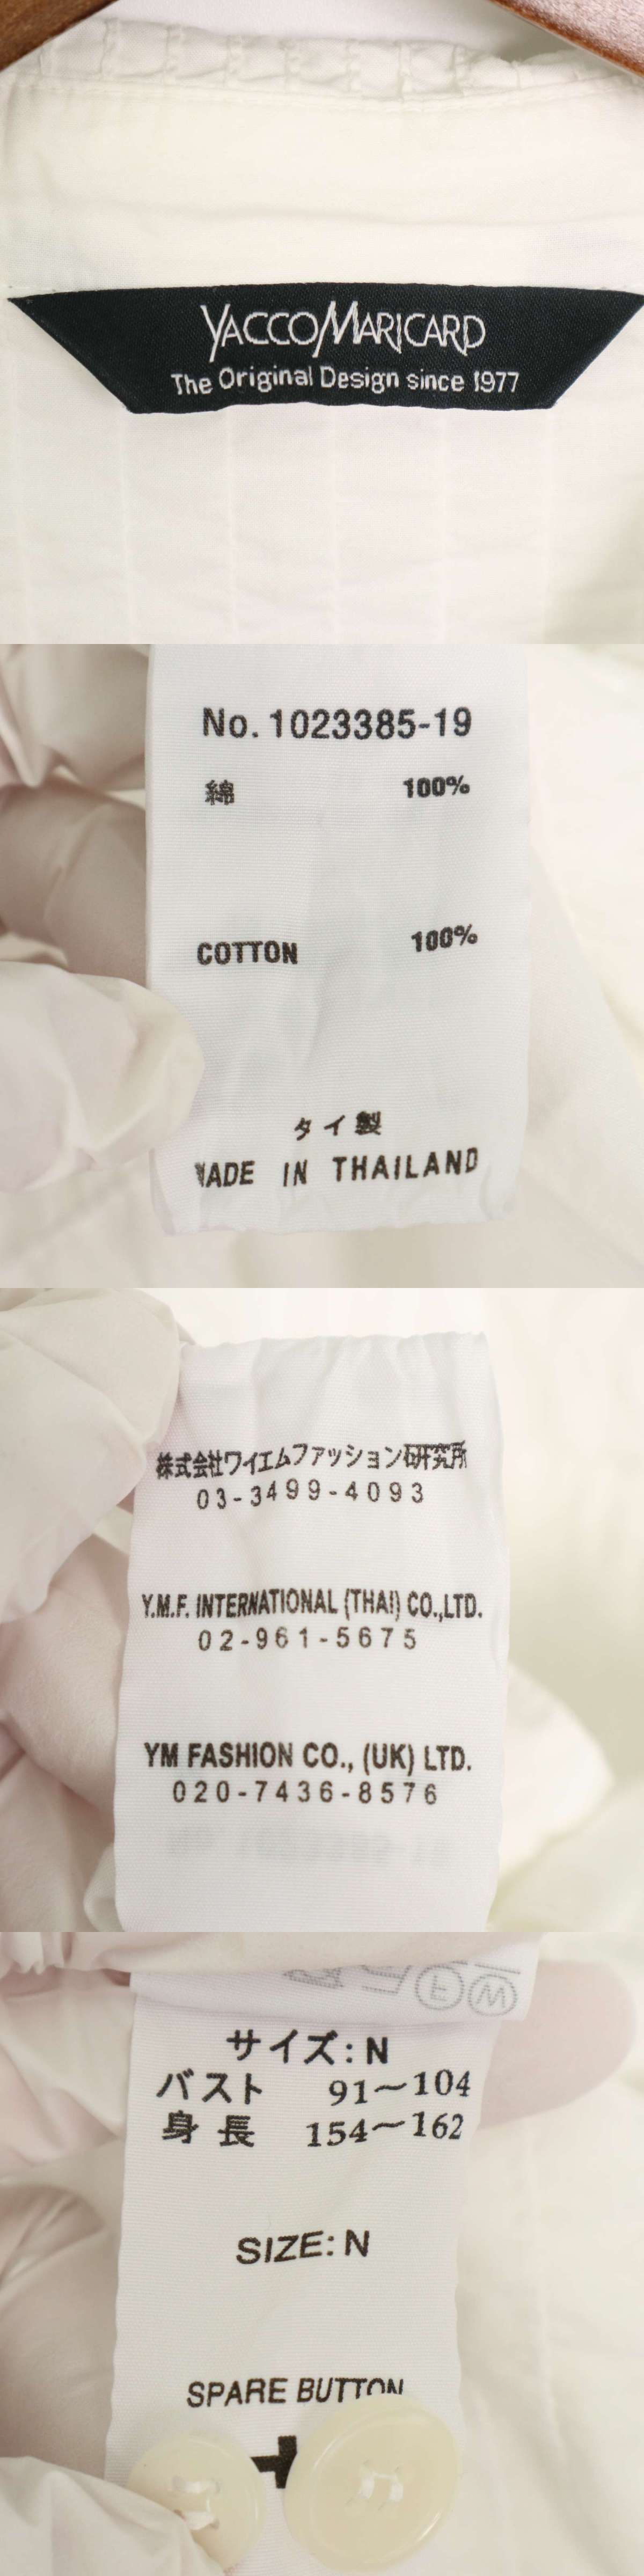 YACCOMARICARD
The Original Design since 1977
No. 1023385-19
綿 100%
COTTON 100%
タイ製
MADE IN THAILAND
株式会社ワイエムファッション研究所
03-3499-4093
Y.M.F. INTERNATIONAL (THAI) CO.,LTD.
02-961-5675
YM FASHION CO., (UK) LTD.
020-7436-8576
サイズ: N
バスト 91～104
身長 154～162
SIZE: N
SPARE BUTTON